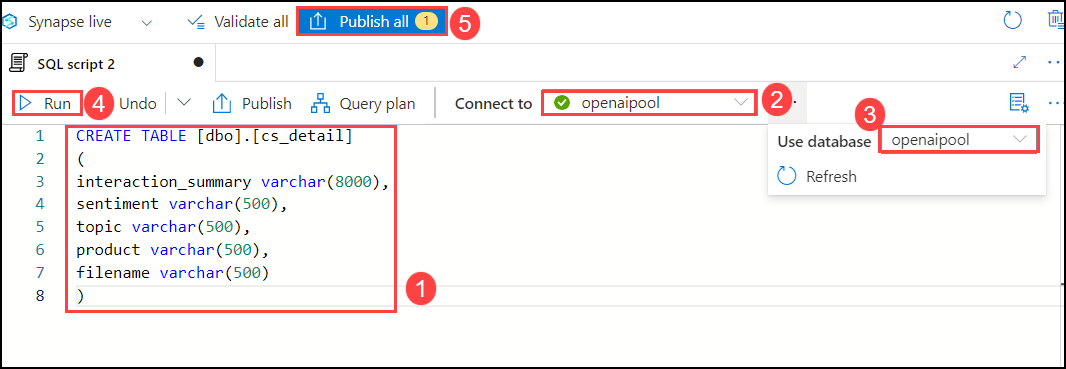 Synapse live Validate all Publish all 1 5
SQL script 2
Run 4 Undo Publish Query plan Connect to openaipool 2
3
Use database openaipool
Refresh
1 CREATE TABLE [dbo].[cs_detail]
2 (
3 interaction_summary varchar(8000),
4 sentiment varchar(500),
5 topic varchar(500),
6 product varchar(500),
7 filename varchar(500)
8 )
1